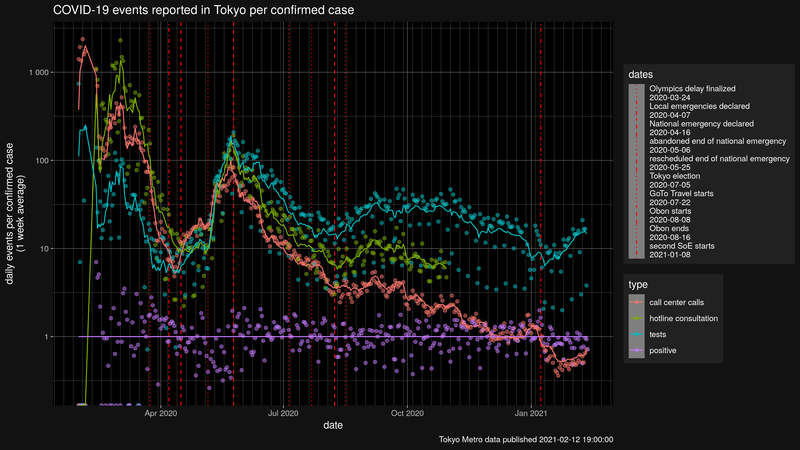 COVID-19 events reported in Tokyo per confirmed case
daily events per confirmed case
(1 week average)
1 000
100
10
1
Apr 2020
Jul 2020
Oct 2020
Jan 2021
date
dates
Olympics delay finalized
2020-03-24
Local emergencies declared
2020-04-07
National emergency declared
2020-04-16
abandoned end of national emergency
2020-05-06
rescheduled end of national emergency
2020-05-25
Tokyo election
2020-07-05
GoTo Travel starts
2020-07-22
Obon starts
2020-08-08
Obon ends
2020-08-16
second SoE starts
2021-01-08
type
call center calls
hotline consultation
tests
positive
Tokyo Metro data published 2021-02-12 19:00:00